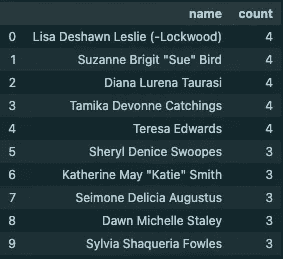 name count
0 Lisa Deshawn Leslie (-Lockwood) 4
1 Suzanne Brigit "Sue" Bird 4
2 Diana Lurena Taurasi 4
3 Tamika Devonne Catchings 4
4 Teresa Edwards 4
5 Sheryl Denice Swoopes 3
6 Katherine May "Katie" Smith 3
7 Seimone Delicia Augustus 3
8 Dawn Michelle Staley 3
9 Sylvia Shaqueria Fowles 3